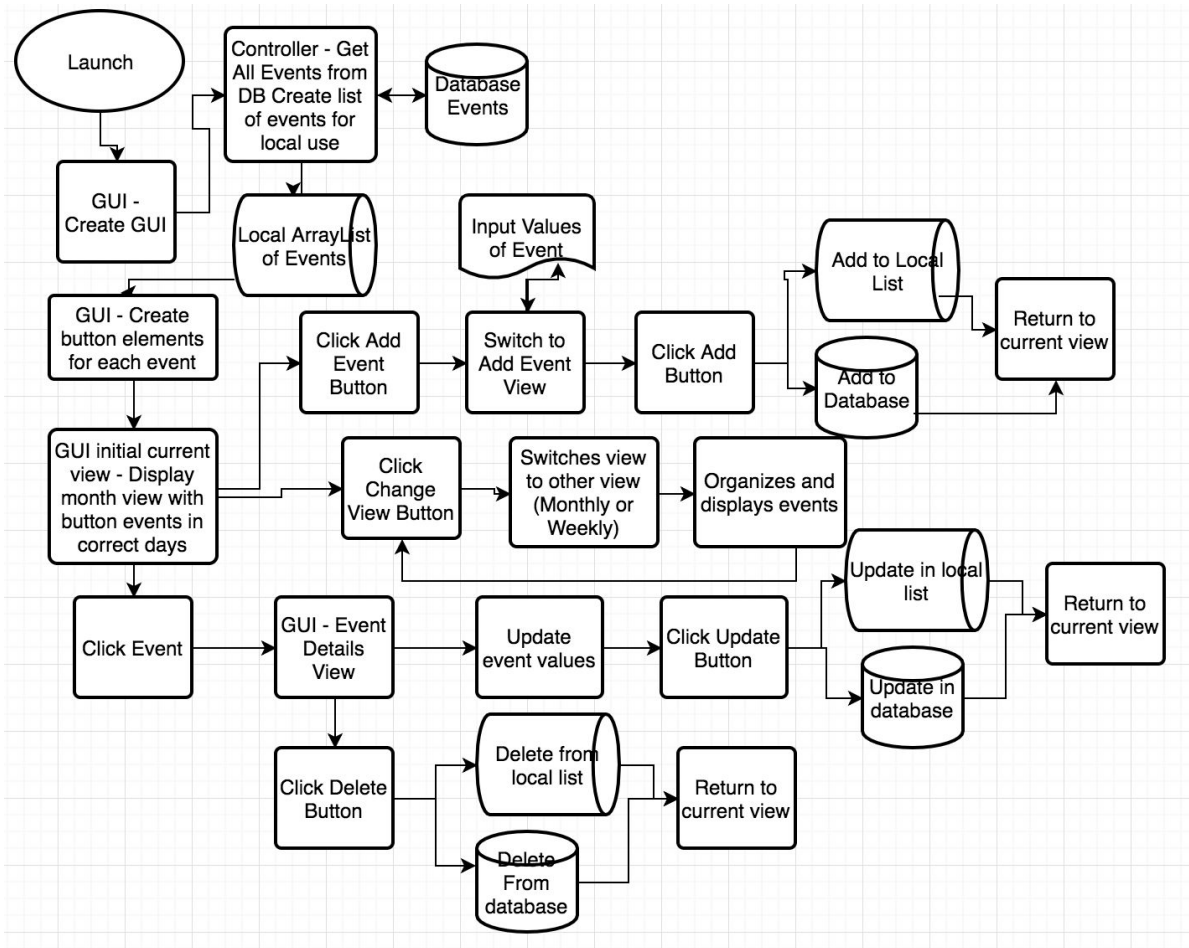 Launch
Controller - Get
All Events from
DB Create list
of events for
local use
Database
Events
GUI -
Create GUI
Local ArrayList
of Events
Input Values
of Event
Add to Local
List
Return to
current view
GUI - Create
button elements
for each event
Click Add
Event
Button
Switch to
Add Event
View
Click Add
Button
Add to
Database
GUI initial current
view - Display
month view with
button events in
correct days
Click
Change
View Button
Switches view
to other view
(Monthly or
Weekly)
Organizes and
displays events
Click Event
GUI - Event
Details
View
Update
event values
Click Update
Button
Update in local
list
Update in
database
Return to
current view
Click Delete
Button
Delete from
local list
Delete
From
database
Return to
current view